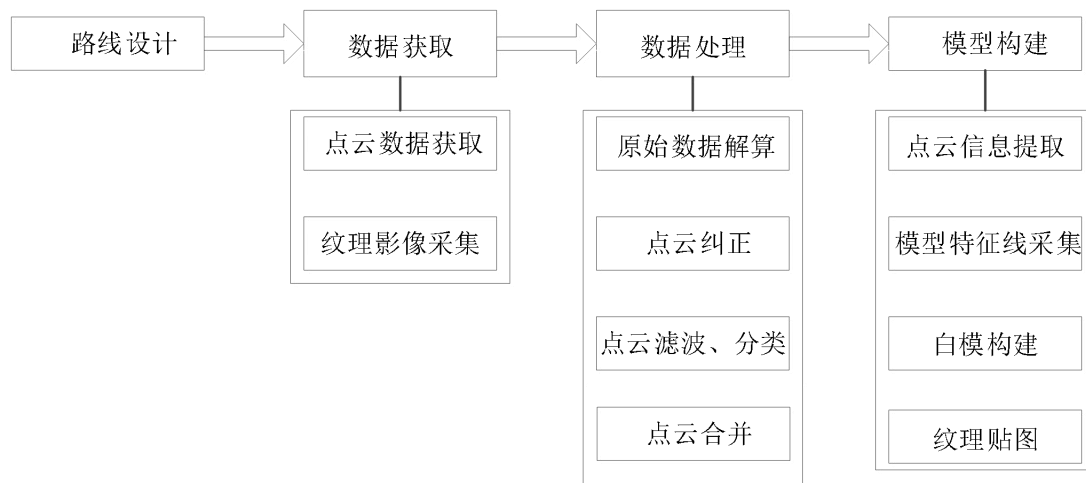 路线设计
数据获取
数据处理
模型构建
点云数据获取
纹理影像采集
原始数据解算
点云纠正
点云滤波、分类
点云合并
点云信息提取
模型特征线采集
白模构建
纹理贴图